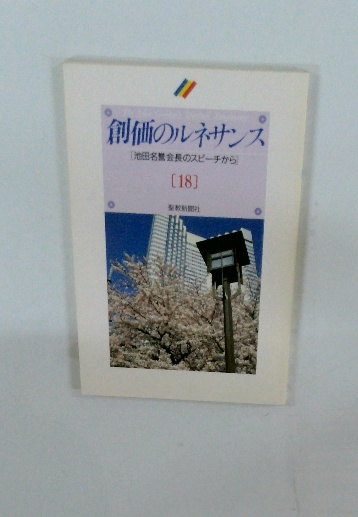 創価のルネサンス
［池田名誉会長のスピーチから］
［18］
聖教新聞社